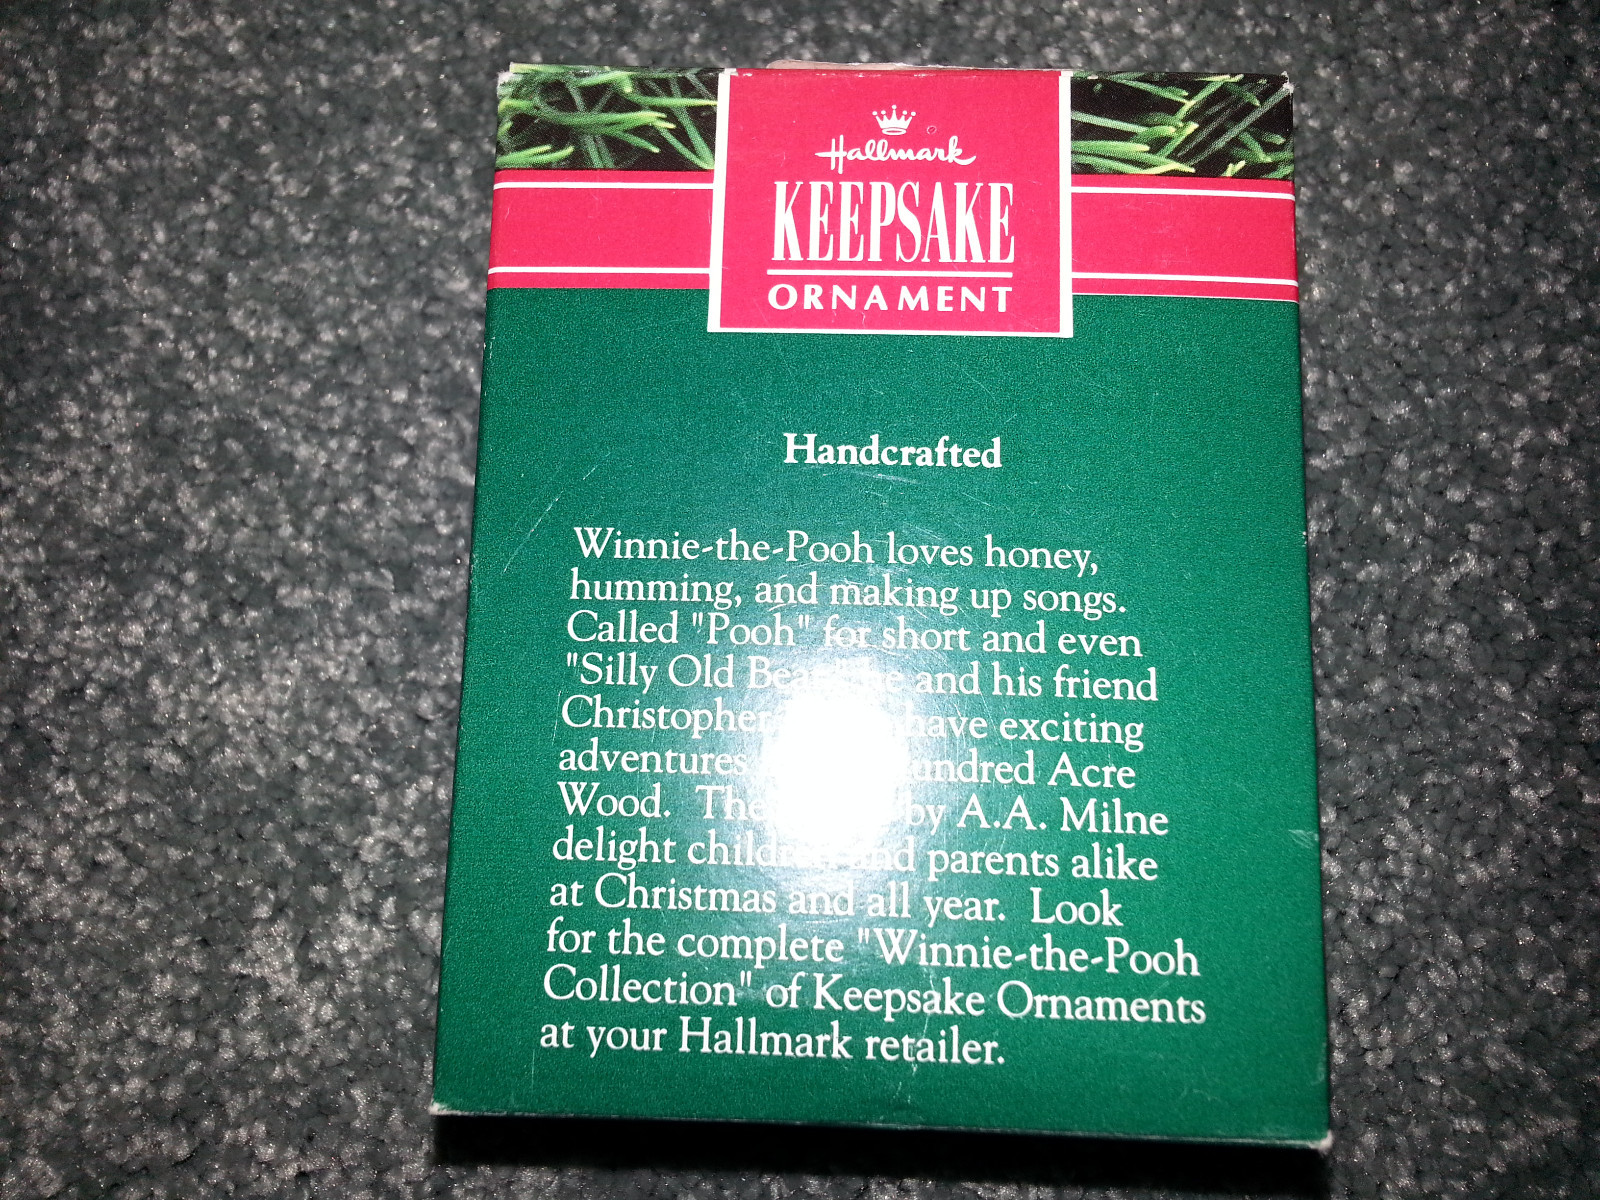 Hallmark
KEEPSAKE
ORNAMENT
Handcrafted
Winnie-the-Pooh loves honey,
humming, and making up songs.
Called "Pooh" for short and even
"Silly Old and his friend
Christopher have exciting
adventures Acre
Wood. by A.A. Milne
delight children and parents alike
at Christmas and all year. Look
for the complete "Winnie-the-Pooh
Collection" of Keepsake Ornaments
at your Hallmark retailer.